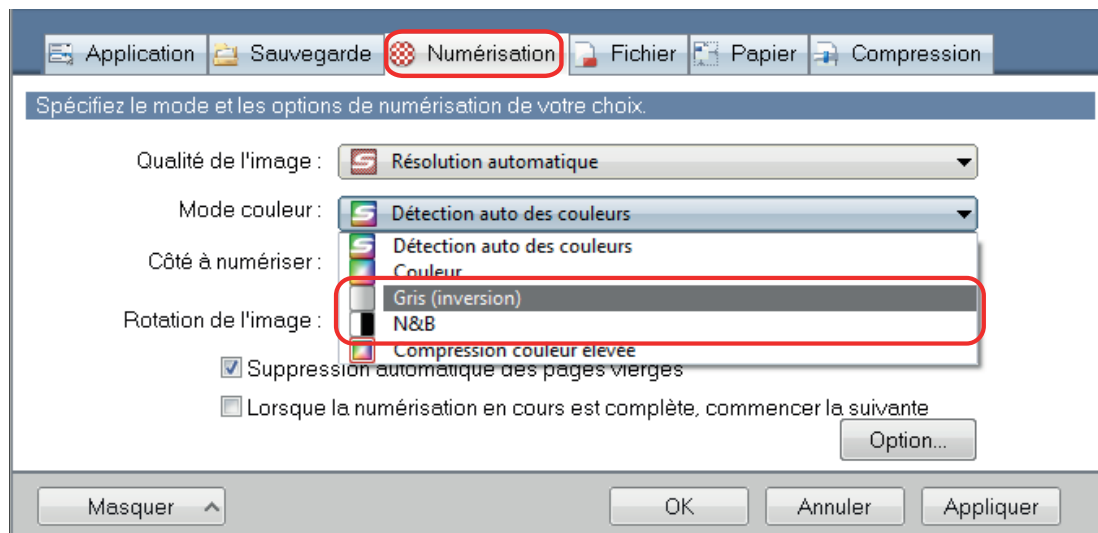 Application Sauvegarde Numérisation Fichier Papier Compression
Spécifiez le mode et les options de numérisation de votre choix.
Qualité de l'image : Résolution automatique
Mode couleur : Détection auto des couleurs
Détection auto des couleurs
Côté à numériser :
Couleur
Gris (inversion)
Rotation de l'image : N&B
Compression couleur élevée
Suppression automatique des pages vierges
Lorsque la numérisation en cours est complète, commencer la suivante
Option...
Masquer OK Annuler Appliquer